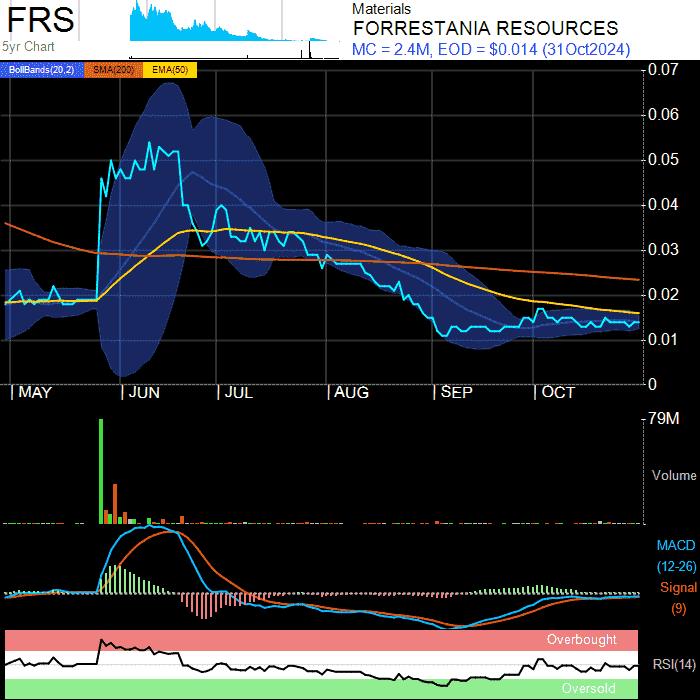 FRS
5yr Chart
Materials
FORRESTANIA RESOURCES
MC = 2.4M, EOD = $0.014 (31Oct2024)
BollBands(20,2) SMA(200) EMA(50)
0.07
0.06
0.05
0.04
0.03
0.02
0.01
0
MAY JUN JUL AUG SEP OCT
79M
Volume
MACD
(12-26)
Signal
(9)
Overbought
RSI(14)
Oversold